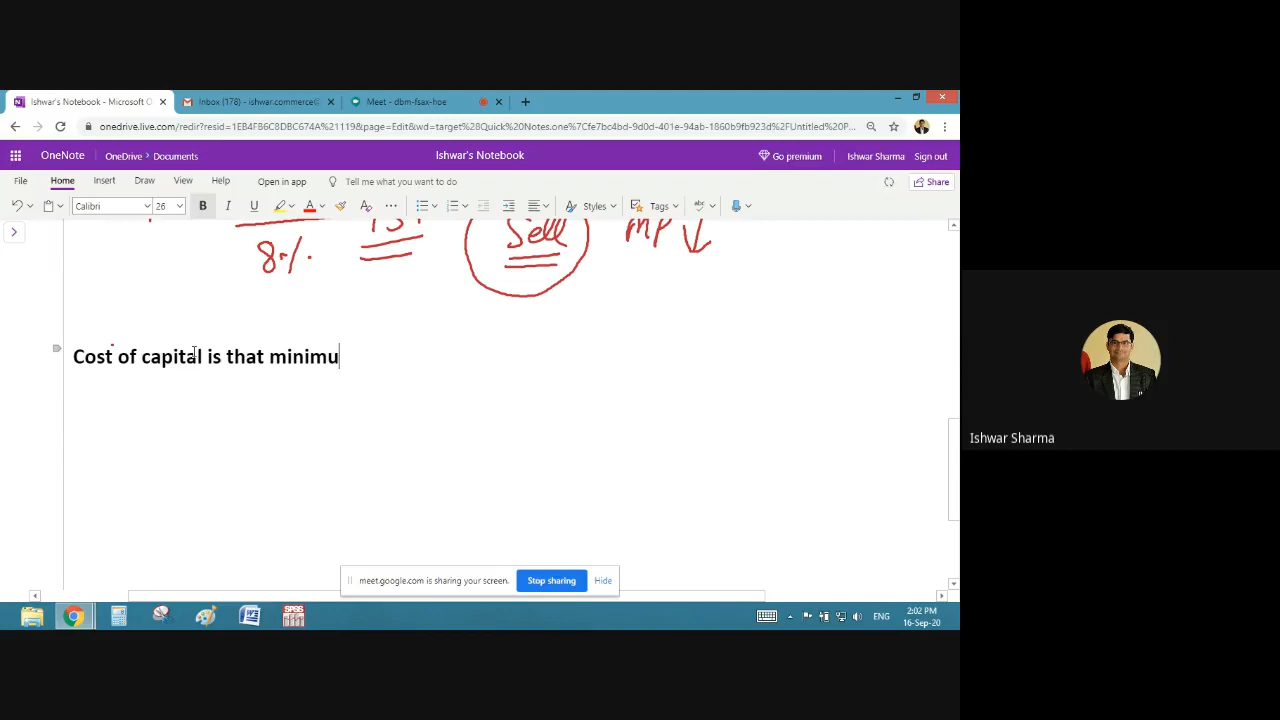 Ishwar's Notebook - Microsoft O
Inbox (178) - ishwar.commerce@
Meet - dbm-fsax-hoe
onedrive.live.com/redir?resid=1EB4FB6C8DBC674A%21119&page=Edit&wd=target%28Quick%20Notes.one%7Cfe7bc4bd-9d0d-401e-94ab-1860b9fb923d%2FUntitled%20P...
OneNote
OneDrive > Documents
Ishwar's Notebook
Go premium
Ishwar Sharma
Sign out
File Home Insert Draw View Help Open in app Tell me what you want to do
Share
Calibri 26 B I U A Styles Tags abc
Sell MP
8%
Cost of capital is that minimu
Ishwar Sharma
meet.google.com is sharing your screen. Stop sharing Hide
ENG
2:02 PM
16-Sep-20